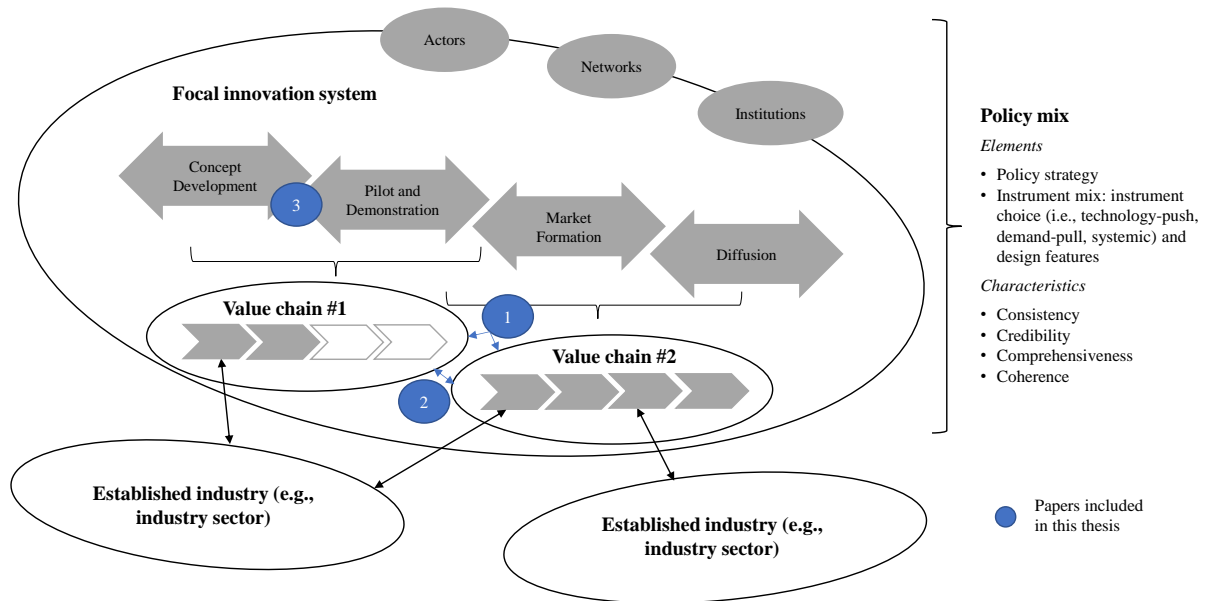 Actors
Networks
Institutions
Focal innovation system
Concept
Development
3
Pilot and
Demonstration
Market
Formation
Diffusion
Value chain #1
1
Value chain #2
2
Established industry (e.g.,
industry sector)
Established industry (e.g.,
industry sector)
Policy mix
Elements
• Policy strategy
• Instrument mix: instrument
choice (i.e., technology-push,
demand-pull, systemic) and
design features
Characteristics
• Consistency
• Credibility
• Comprehensiveness
• Coherence
Papers included
in this thesis